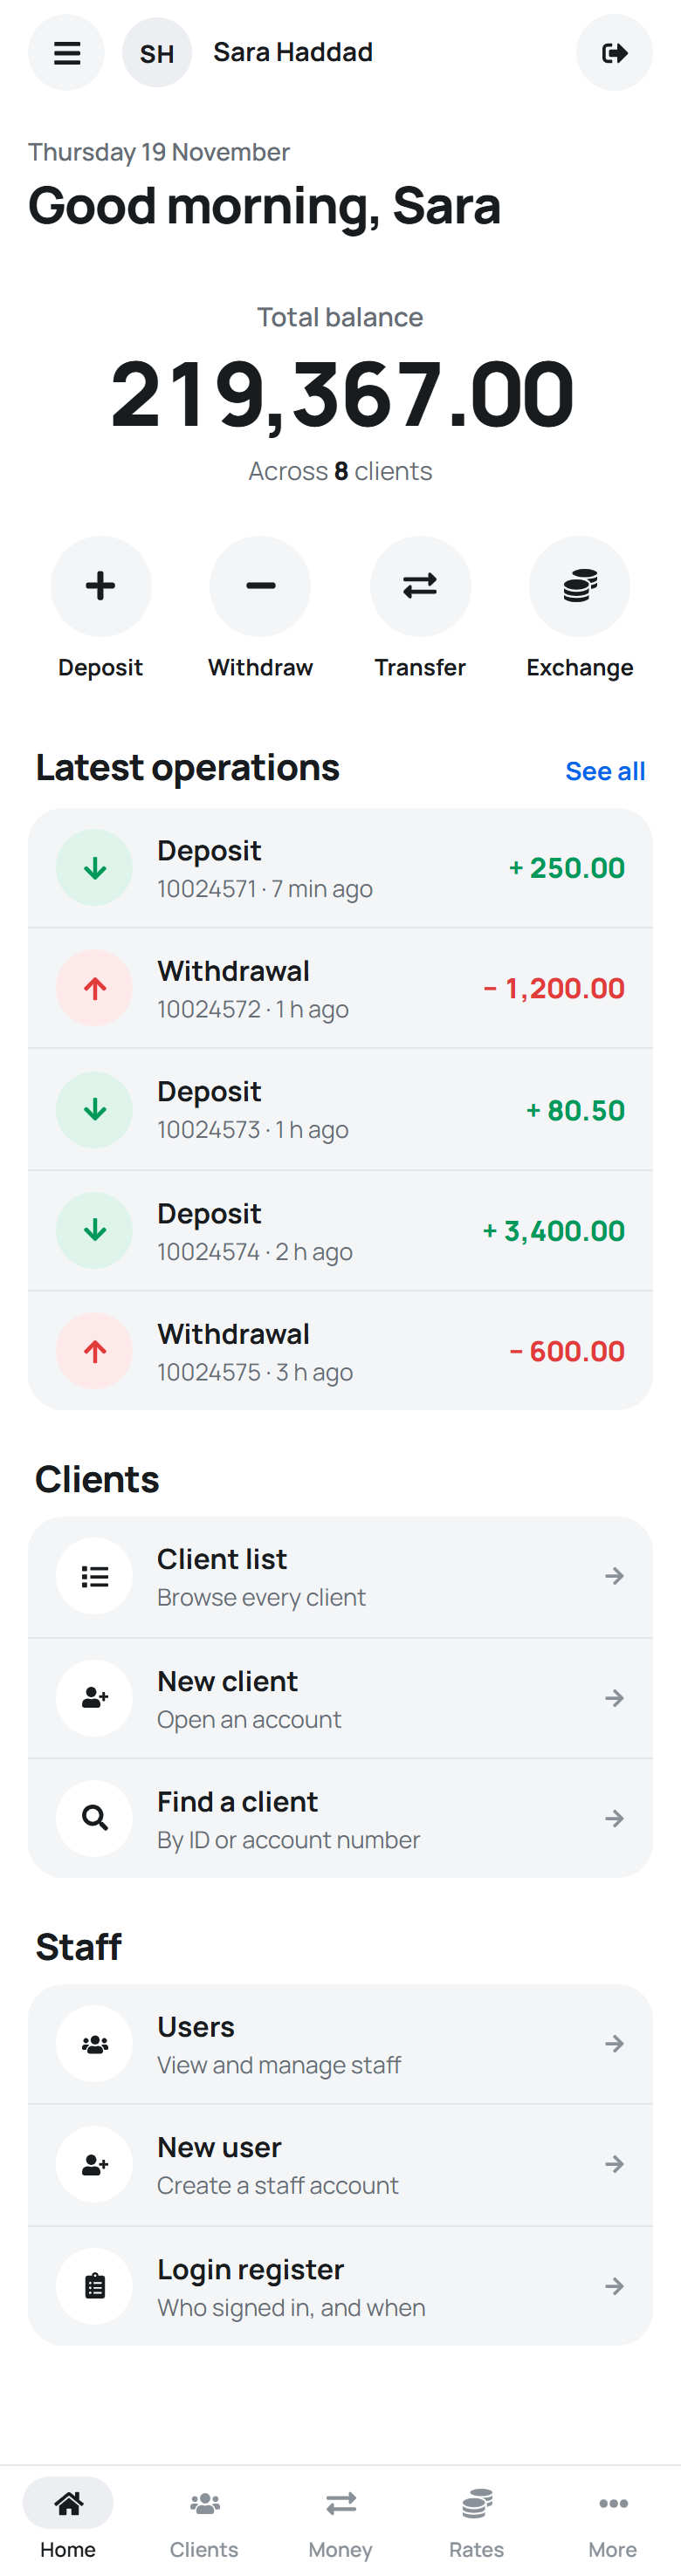 SH Sara Haddad
Thursday 19 November
Good morning, Sara
Total balance
219,367.00
Across 8 clients
Deposit Withdraw Transfer Exchange
Latest operations See all
Deposit
10024571 · 7 min ago
+ 250.00
Withdrawal
10024572 · 1 h ago
− 1,200.00
Deposit
10024573 · 1 h ago
+ 80.50
Deposit
10024574 · 2 h ago
+ 3,400.00
Withdrawal
10024575 · 3 h ago
− 600.00
Clients
Client list
Browse every client
New client
Open an account
Find a client
By ID or account number
Staff
Users
View and manage staff
New user
Create a staff account
Login register
Who signed in, and when
Home Clients Money Rates More